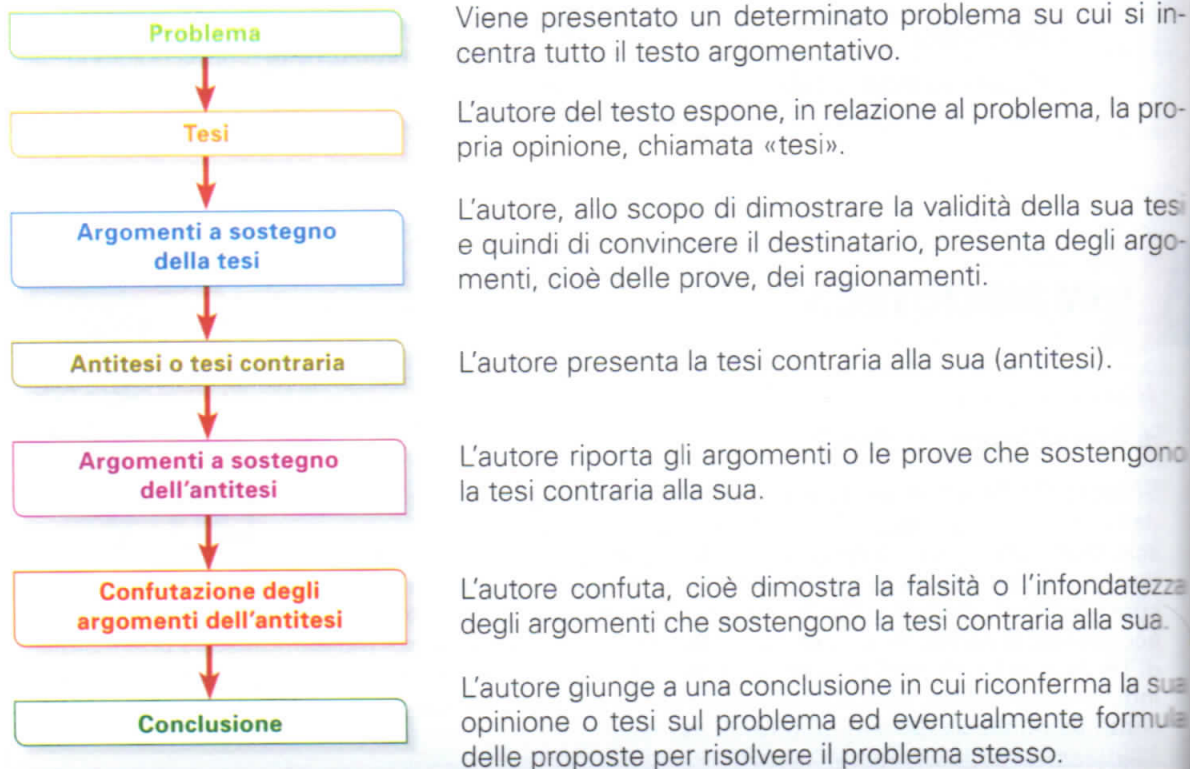 Problema
Viene presentato un determinato problema su cui si in-
centra tutto il testo argomentativo.
Tesi
L'autore del testo espone, in relazione al problema, la pro-
pria opinione, chiamata «tesi».
Argomenti a sostegno
della tesi
L'autore, allo scopo di dimostrare la validità della sua tesi
e quindi di convincere il destinatario, presenta degli argo-
menti, cioè delle prove, dei ragionamenti.
Antitesi o tesi contraria
L'autore presenta la tesi contraria alla sua (antitesi).
Argomenti a sostegno
dell'antitesi
L'autore riporta gli argomenti o le prove che sostengono
la tesi contraria alla sua.
Confutazione degli
argomenti dell'antitesi
L'autore confuta, cioè dimostra la falsità o l'infondatezza
degli argomenti che sostengono la tesi contraria alla sua.
Conclusione
L'autore giunge a una conclusione in cui riconferma la sua
opinione o tesi sul problema ed eventualmente formula
delle proposte per risolvere il problema stesso.